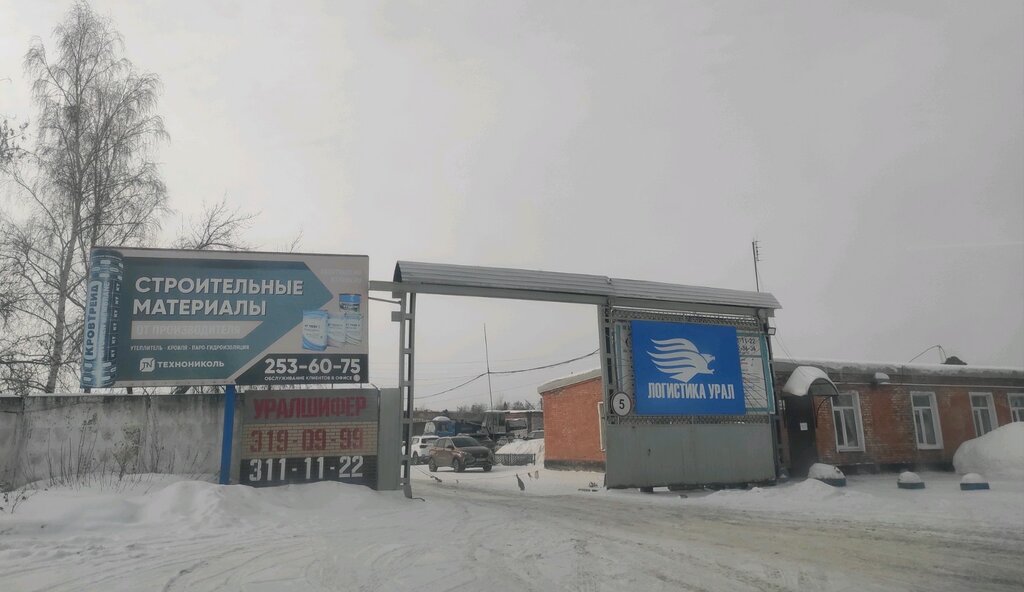 КРОВТРЕЙД
СТРОИТЕЛЬНЫЕ
МАТЕРИАЛЫ
ОТ ПРОИЗВОДИТЕЛЯ
УТЕПЛИТЕЛЬ - КРОВЛЯ - ПАРО-ГИДРОИЗОЛЯЦИЯ
ТЕХНОНИКОЛЬ
253-60-75
ОБСЛУЖИВАНИЕ КЛИЕНТОВ В ОФИСЕ
УРАЛШИФЕР
319-09-99
311-11-22
ЛОГИСТИКА УРАЛ
5